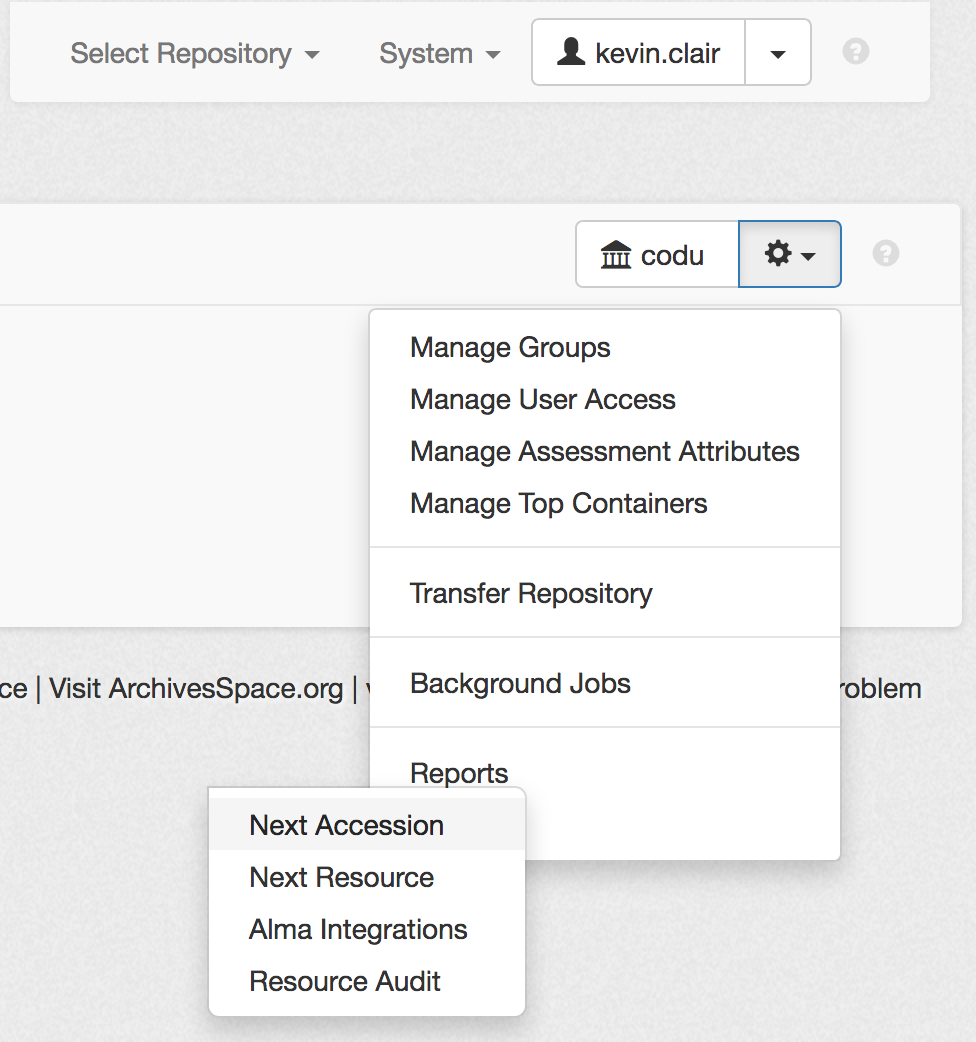 Select Repository System kevin.clair ?
codu ?
Manage Groups
Manage User Access
Manage Assessment Attributes
Manage Top Containers
Transfer Repository
ce | Visit ArchivesSpace.org | roblem
Background Jobs
Reports
Next Accession
Next Resource
Alma Integrations
Resource Audit